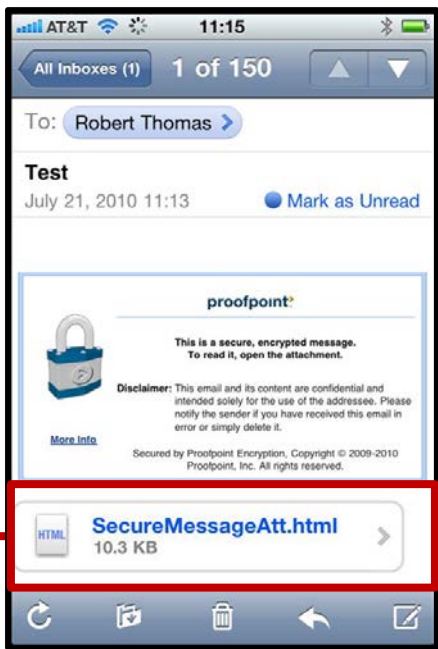 AT&T 11:15
All Inboxes (1) 1 of 150
To: Robert Thomas
Test
July 21, 2010 11:13 Mark as Unread
proofpoint
This is a secure, encrypted message.
To read it, open the attachment.
Disclaimer: This email and its content are confidential and
intended solely for the use of the addressee. Please
notify the sender if you have received this email in
error or simply delete it.
More Info
Secured by Proofpoint Encryption, Copyright © 2009-2010
Proofpoint, Inc. All rights reserved.
HTML SecureMessageAtt.html
10.3 KB